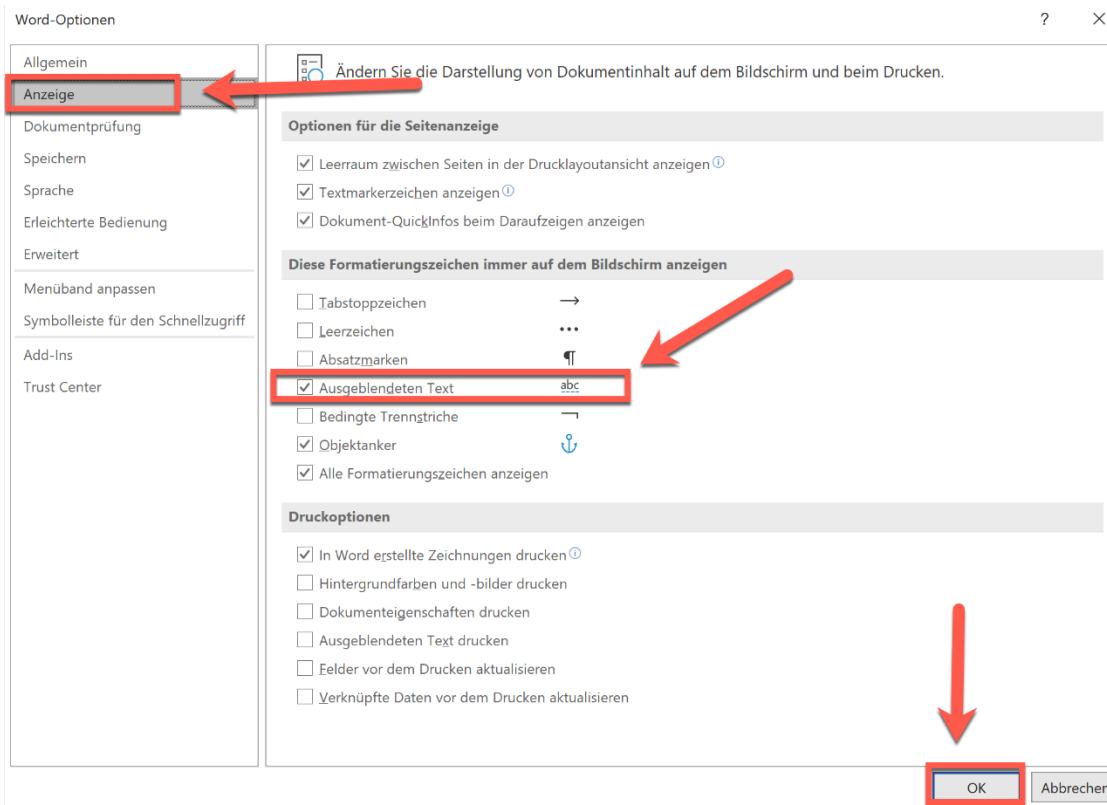 Word-Optionen ? ×
Allgemein
Anzeige
Dokumentprüfung
Speichern
Sprache
Erleichterte Bedienung
Erweitert
Menüband anpassen
Symbolleiste für den Schnellzugriff
Add-Ins
Trust Center
Ändern Sie die Darstellung von Dokumentinhalt auf dem Bildschirm und beim Drucken.
Optionen für die Seitenanzeige
Leerraum zwischen Seiten in der Drucklayoutansicht anzeigen
Textmarkerzeichen anzeigen
Dokument-QuickInfos beim Daraufzeigen anzeigen
Diese Formatierungszeichen immer auf dem Bildschirm anzeigen
Tabstoppzeichen →
Leerzeichen •••
Absatzmarken ¶
Ausgeblendeten Text abc
Bedingte Trennstriche ¬
Objektanker
Alle Formatierungszeichen anzeigen
Druckoptionen
In Word erstellte Zeichnungen drucken
Hintergrundfarben und -bilder drucken
Dokumenteigenschaften drucken
Ausgeblendeten Text drucken
Felder vor dem Drucken aktualisieren
Verknüpfte Daten vor dem Drucken aktualisieren
OK Abbrecher